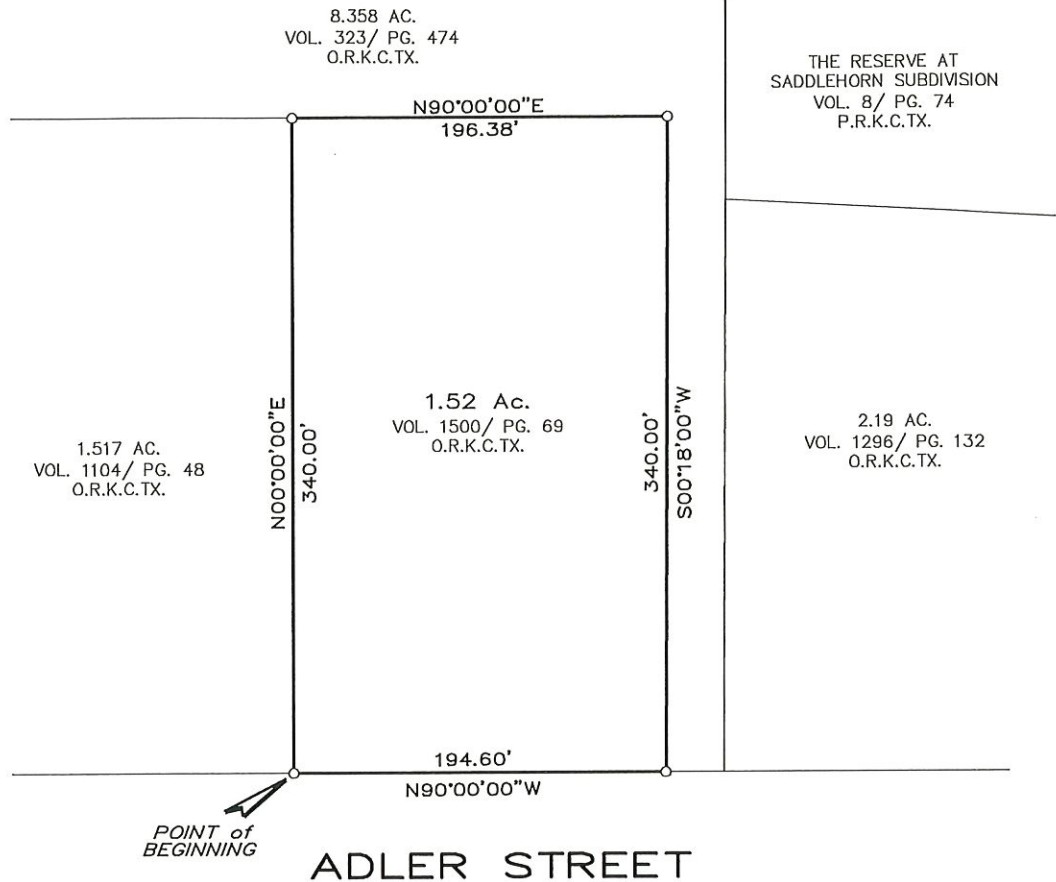 8.358 AC.
VOL. 323/ PG. 474
O.R.K.C.TX.
THE RESERVE AT
SADDLEHORN SUBDIVISION
VOL. 8/ PG. 74
P.R.K.C.TX.
N90°00'00"E
196.38'
1.517 AC.
VOL. 1104/ PG. 48
O.R.K.C.TX.
N00°00'00"E
340.00'
1.52 Ac.
VOL. 1500/ PG. 69
O.R.K.C.TX.
340.00'
S00°18'00"W
2.19 AC.
VOL. 1296/ PG. 132
O.R.K.C.TX.
194.60'
N90°00'00"W
POINT of
BEGINNING
ADLER STREET